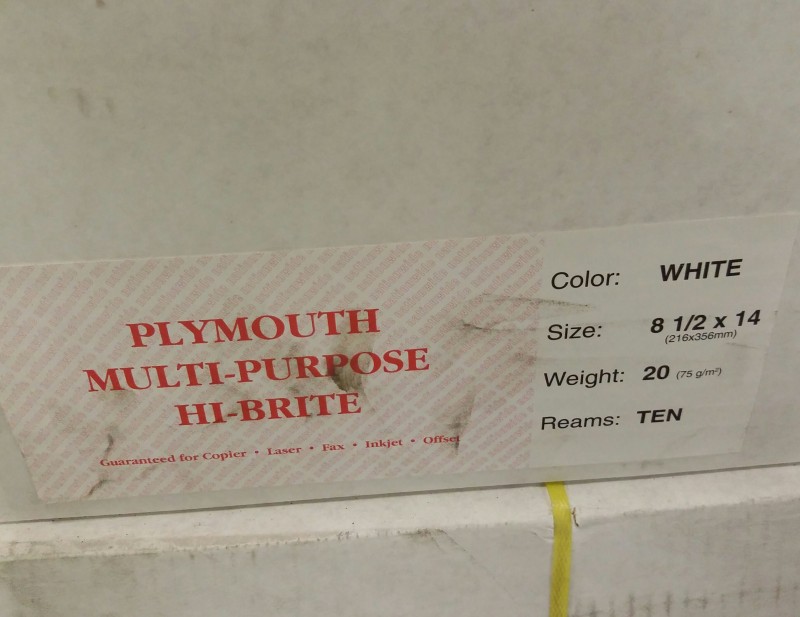 PLYMOUTH
MULTI-PURPOSE
HI-BRITE
Guaranteed for Copier • Laser • Fax • Inkjet • Offset
Color: WHITE
Size: 8 1/2 x 14
(216x356mm)
Weight: 20 (75 g/m²)
Reams: TEN